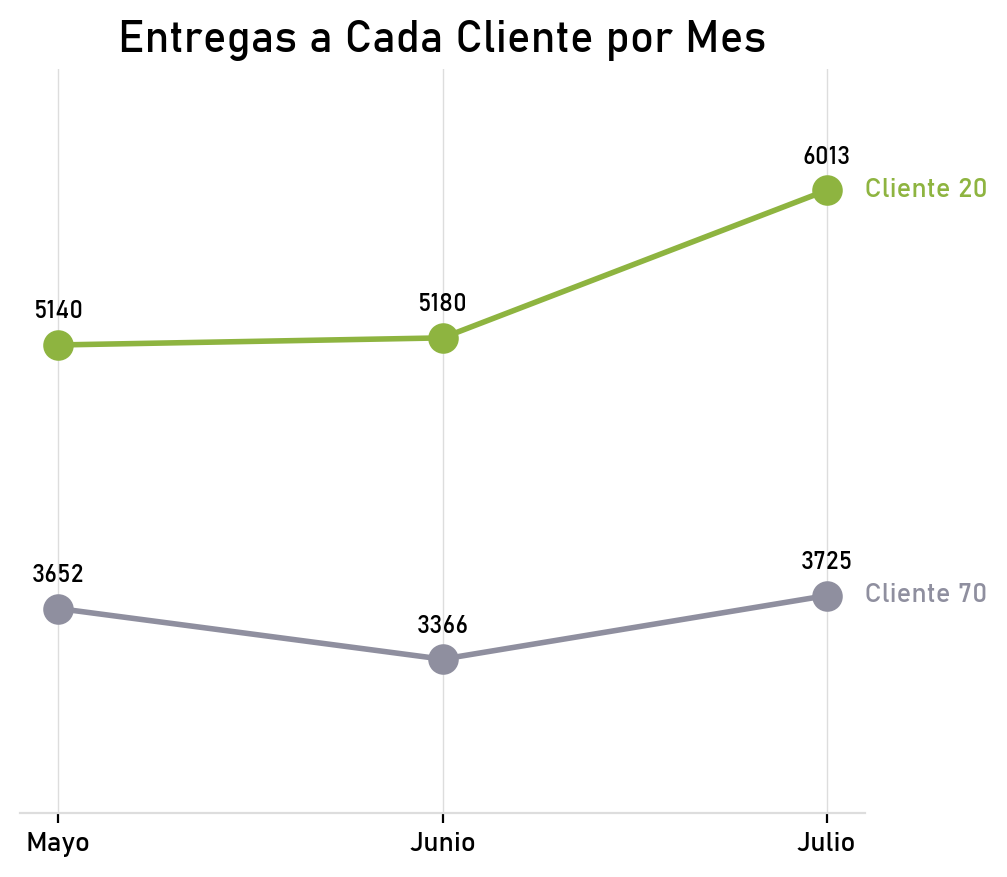 Entregas a Cada Cliente por Mes
6013
Cliente 20
5140
5180
3652
3366
3725
Cliente 70
Mayo
Junio
Julio